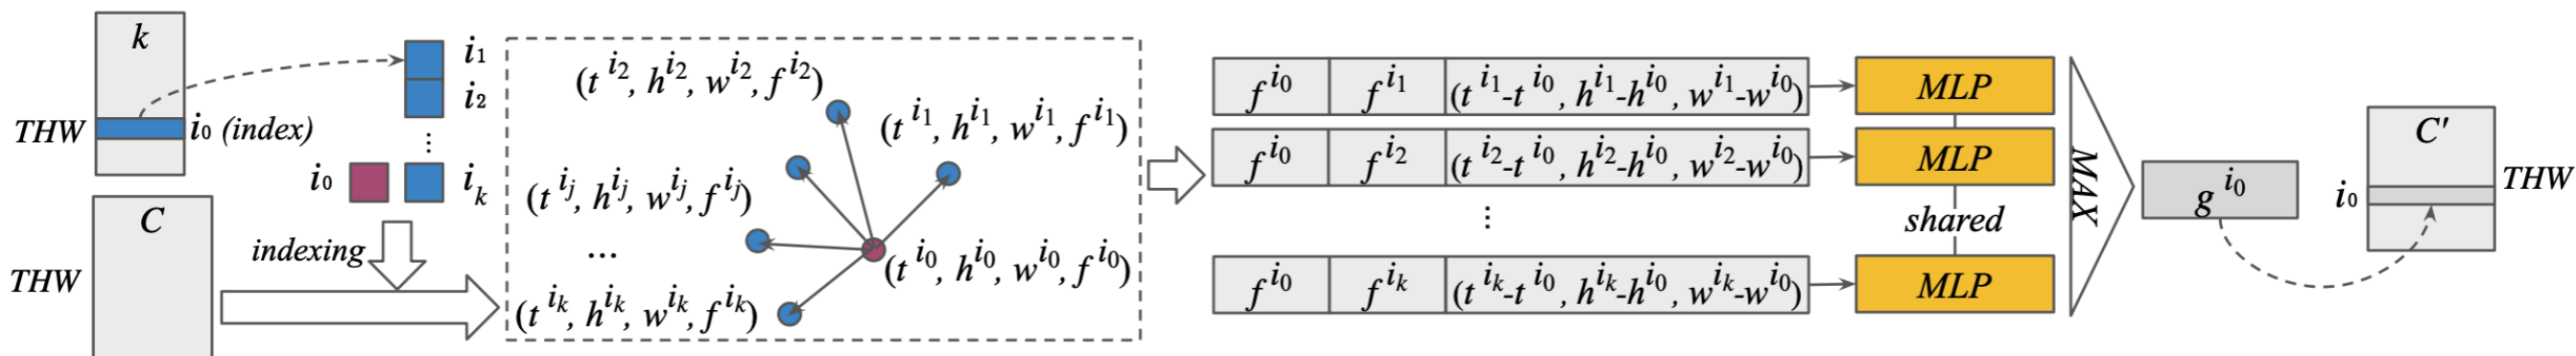 k
THW
i0 (index)
i1
i2
⋮
i0
ik
C
THW
indexing
(t^i2, h^i2, w^i2, f^i2)
(t^i1, h^i1, w^i1, f^i1)
(t^ij, h^ij, w^ij, f^ij)
...
(t^i0, h^i0, w^i0, f^i0)
(t^ik, h^ik, w^ik, f^ik)
f^i0 f^i1 (t^i1-t^i0, h^i1-h^i0, w^i1-w^i0) MLP
f^i0 f^i2 (t^i2-t^i0, h^i2-h^i0, w^i2-w^i0) MLP
⋮
shared
f^i0 f^ik (t^ik-t^i0, h^ik-h^i0, w^ik-w^i0) MLP
MAX
g^i0
C'
i0
THW